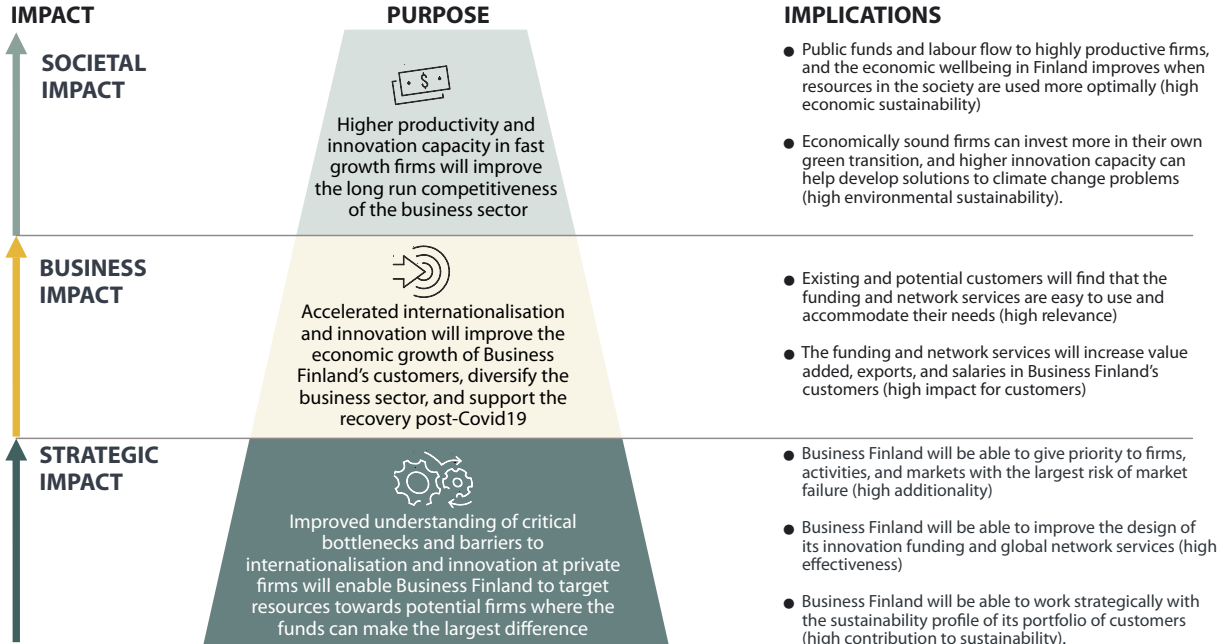 IMPACT
PURPOSE
IMPLICATIONS
SOCIETAL
IMPACT
$
Higher productivity and
innovation capacity in fast
growth firms will improve
the long run competitiveness
of the business sector
● Public funds and labour flow to highly productive firms,
and the economic wellbeing in Finland improves when
resources in the society are used more optimally (high
economic sustainability)
● Economically sound firms can invest more in their own
green transition, and higher innovation capacity can
help develop solutions to climate change problems
(high environmental sustainability).
BUSINESS
IMPACT
Accelerated internationalisation
and innovation will improve the
economic growth of Business
Finland's customers, diversify the
business sector, and support the
recovery post-Covid19
● Existing and potential customers will find that the
funding and network services are easy to use and
accommodate their needs (high relevance)
● The funding and network services will increase value
added, exports, and salaries in Business Finland's
customers (high impact for customers)
STRATEGIC
IMPACT
Improved understanding of critical
bottlenecks and barriers to
internationalisation and innovation at private
firms will enable Business Finland to target
resources towards potential firms where the
funds can make the largest difference
● Business Finland will be able to give priority to firms,
activities, and markets with the largest risk of market
failure (high additionality)
● Business Finland will be able to improve the design of
its innovation funding and global network services (high
effectiveness)
● Business Finland will be able to work strategically with
the sustainability profile of its portfolio of customers
(high contribution to sustainability).